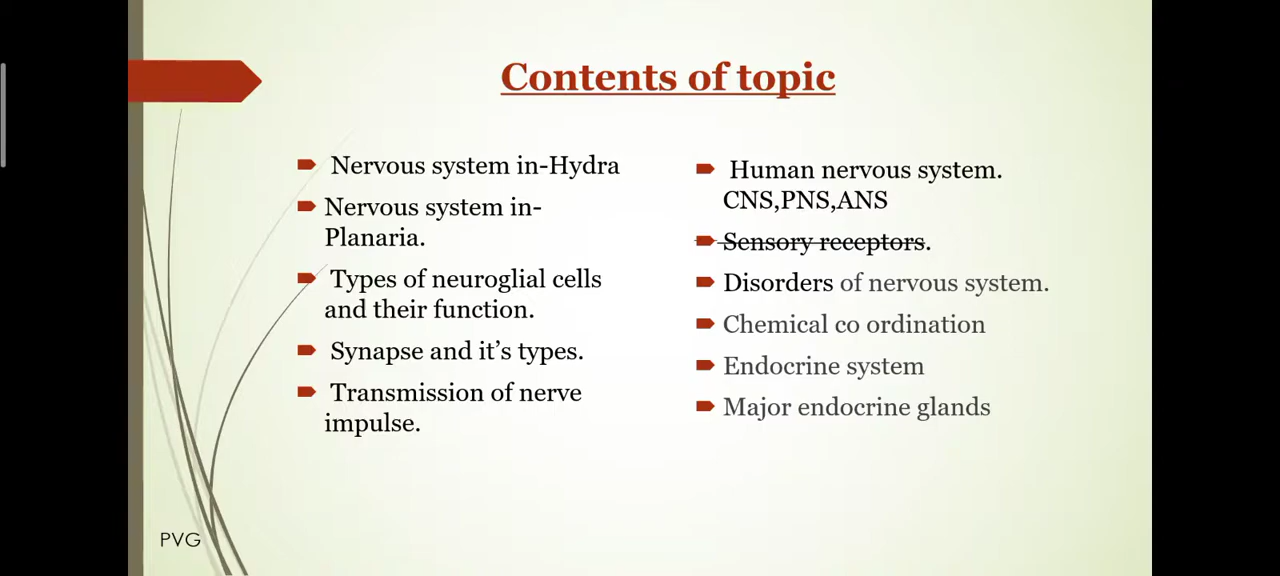 Contents of topic
Nervous system in-Hydra
Nervous system in-
Planaria.
Types of neuroglial cells
and their function.
Synapse and it's types.
Transmission of nerve
impulse.
Human nervous system.
CNS,PNS,ANS
Sensory receptors.
Disorders of nervous system.
Chemical co ordination
Endocrine system
Major endocrine glands
PVG